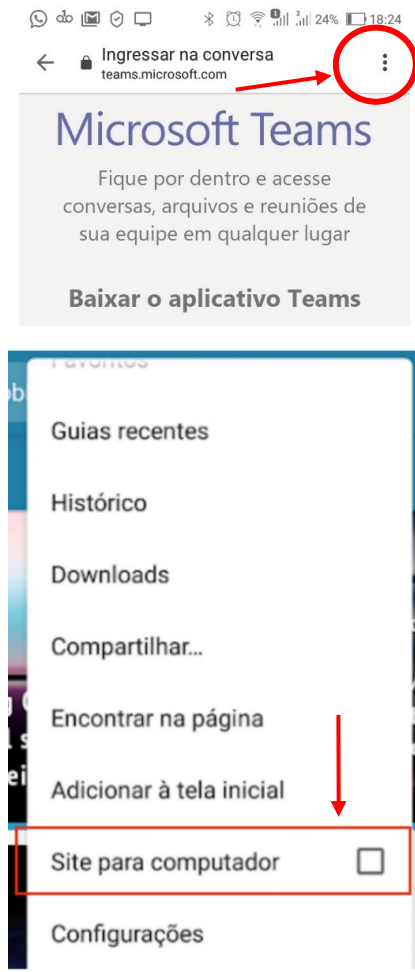 24% 18:24
Ingressar na conversa
teams.microsoft.com
Microsoft Teams
Fique por dentro e acesse
conversas, arquivos e reuniões de
sua equipe em qualquer lugar
Baixar o aplicativo Teams
Favoritos
Guias recentes
Histórico
Downloads
Compartilhar...
Encontrar na página
Adicionar à tela inicial
Site para computador
Configurações